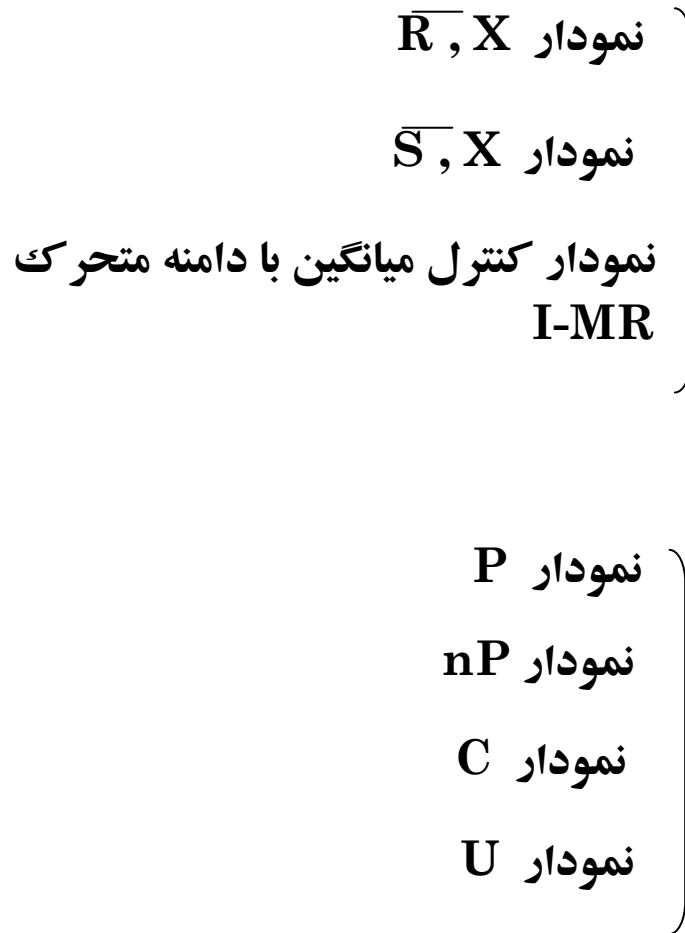 نمودار R̅ , X
نمودار S̅ , X
نمودار کنترل میانگین با دامنه متحرک
I-MR
نمودار P
نمودار nP
نمودار C
نمودار U